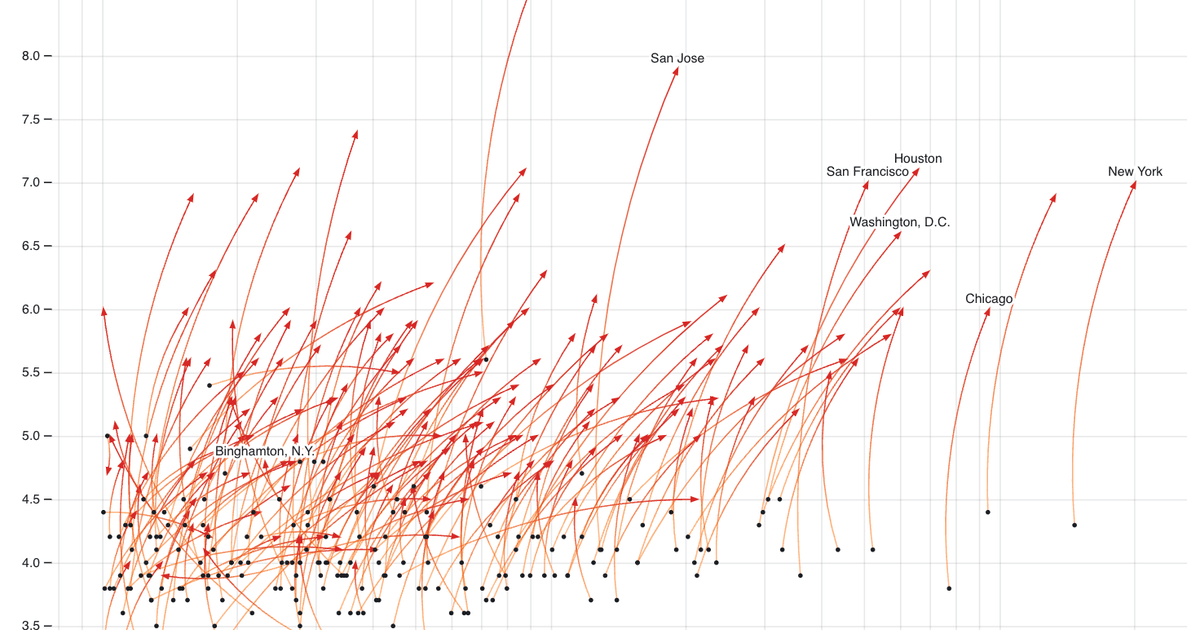 8.0
San Jose
7.5
Houston
7.0
San Francisco
New York
Washington, D.C.
6.5
6.0
Chicago
5.5
5.0
Binghamton, N.Y.
4.5
4.0
3.5